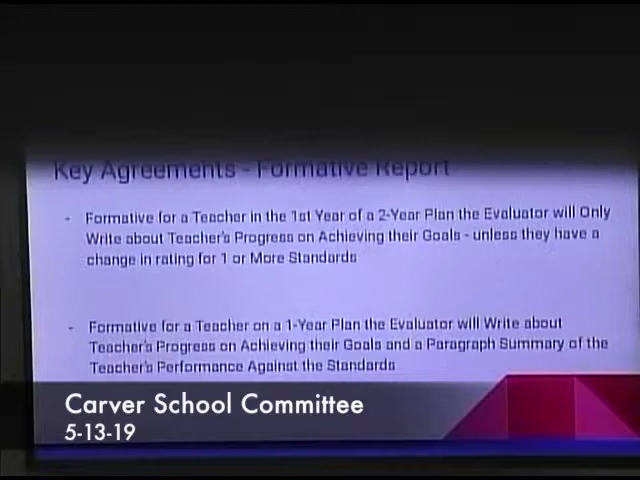 Key Agreements - Formative Report
- Formative for a Teacher in the 1st Year of a 2-Year Plan the Evaluator will Only
Write about Teacher's Progress on Achieving their Goals - unless they have a
change in rating for 1 or More Standards
- Formative for a Teacher on a 1-Year Plan the Evaluator will Write about
Teacher's Progress on Achieving their Goals and a Paragraph Summary of the
Teacher's Performance Against the Standards
Carver School Committee
5-13-19